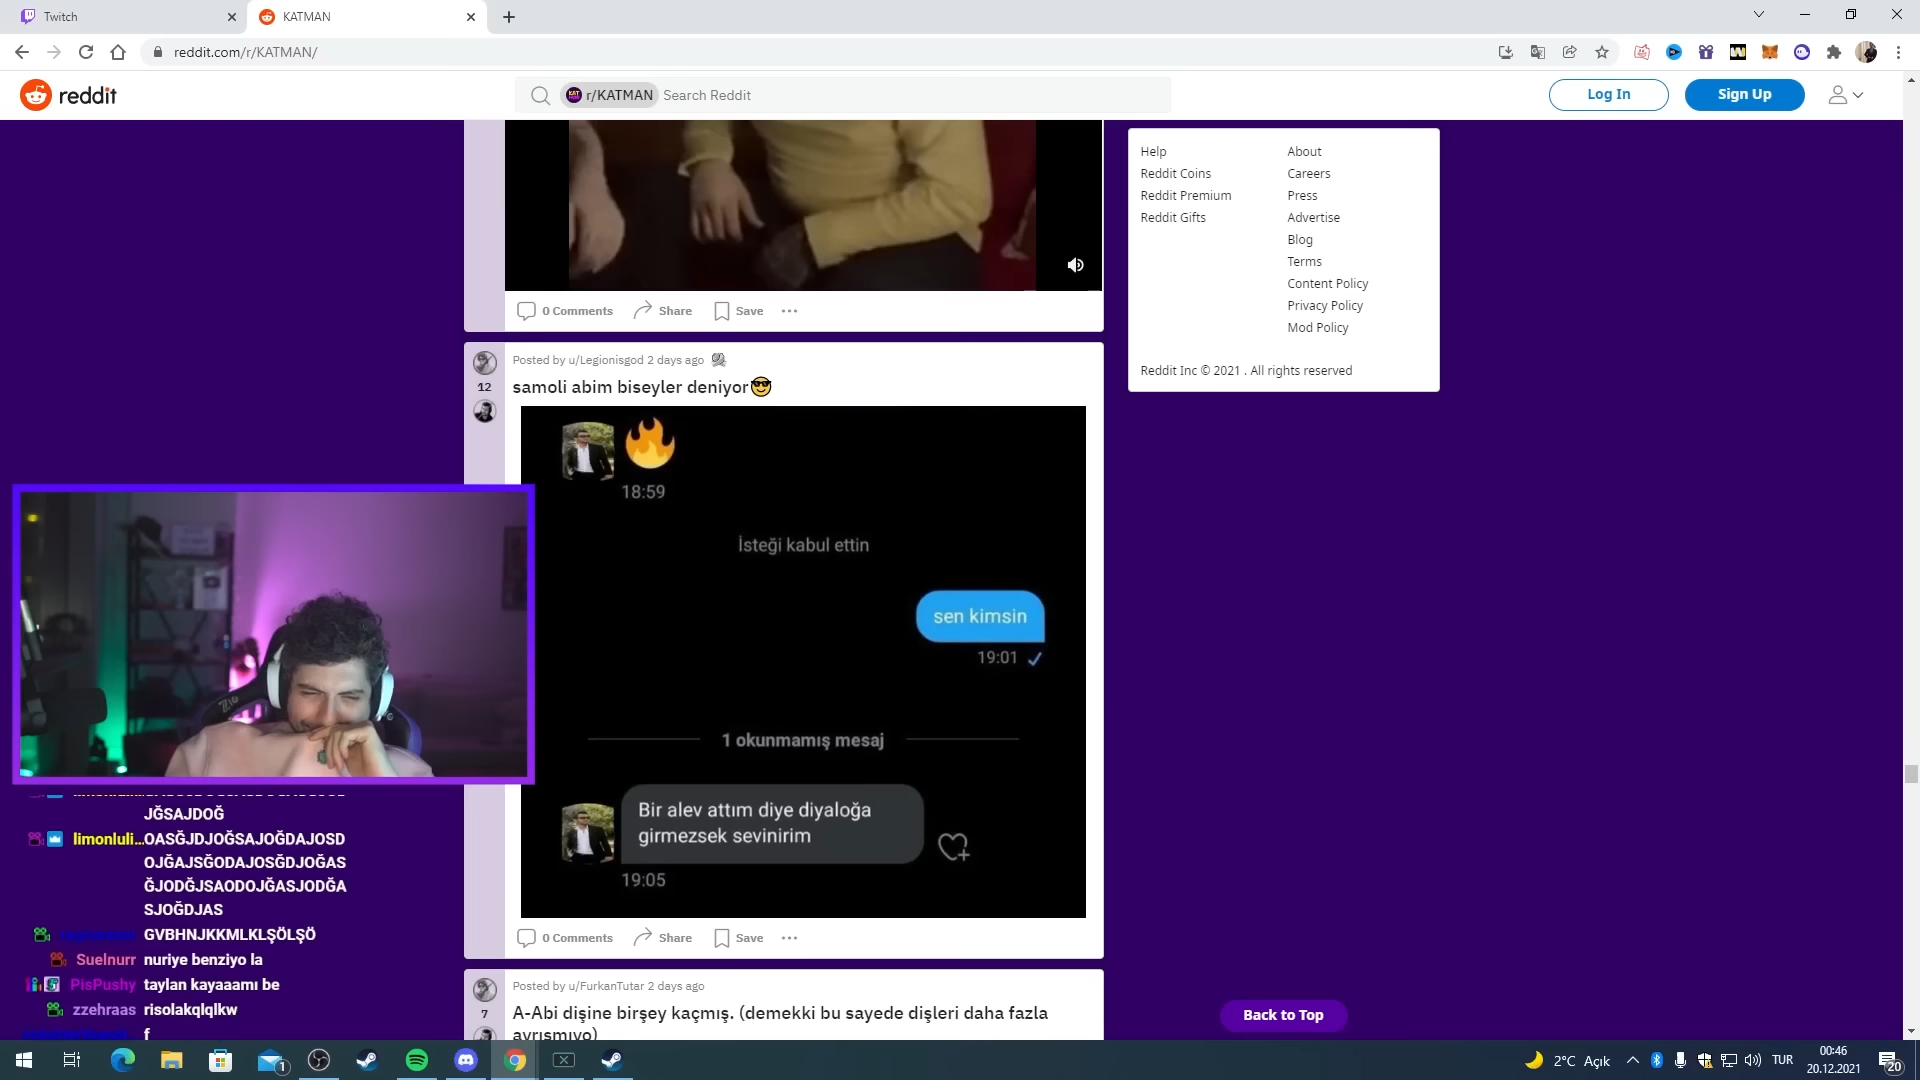 Twitch
KATMAN
reddit.com/r/KATMAN/
reddit
r/KATMAN
Search Reddit
Log In
Sign Up
0 Comments
Share
Save
Help
About
Reddit Coins
Careers
Reddit Premium
Press
Reddit Gifts
Advertise
Blog
Terms
Content Policy
Privacy Policy
Mod Policy
Reddit Inc © 2021 . All rights reserved
12
Posted by u/Legionisgod 2 days ago
samoli abim biseyler deniyor😎
🔥
18:59
İsteği kabul ettin
sen kimsin
19:01
1 okunmamış mesaj
Bir alev attım diye diyaloğa
girmezsek sevinirim
19:05
0 Comments
Share
Save
JĞSAJDOĞ
limonluli... OASĞJDJOĞSAJOĞDAJOSD
OJĞAJSĞODAJOSĞDJOĞAS
ĞJODĞJSAODOJĞASJODĞA
SJOĞDJAS
GVBHNJKKMLKLŞÖLŞÖ
Suelnurr nuriye benziyo la
PisPushy taylan kayaaamı be
zzehraas risolakqlqlkw
f
7
Posted by u/FurkanTutar 2 days ago
A-Abi dişine birşey kaçmış. (demekki bu sayede dişleri daha fazla
ayrışmıyo)
Back to Top
1
2°C Açık
TUR
00:46
20.12.2021
20